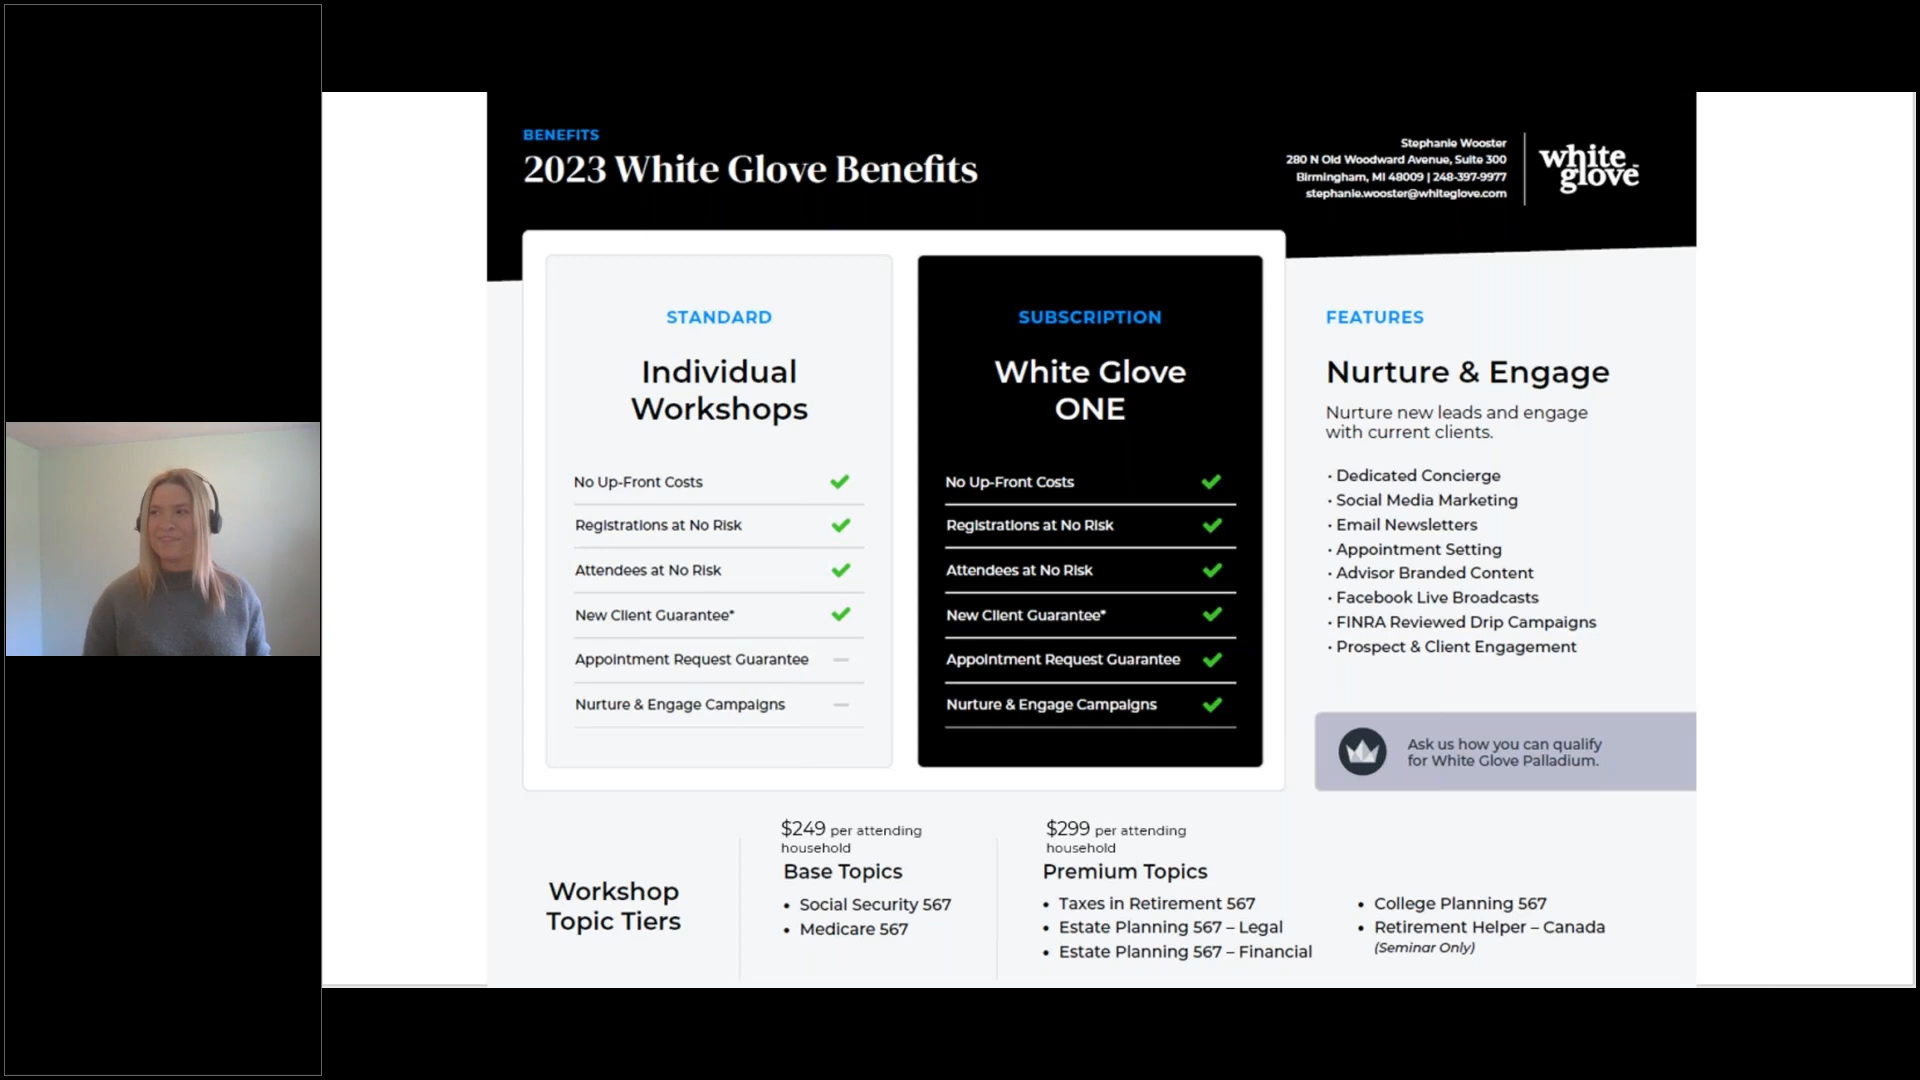 BENEFITS
2023 White Glove Benefits
Stephanie Wooster
280 N Old Woodward Avenue, Suite 300
Birmingham, MI 48009 | 248-397-9977
stephanie.wooster@whiteglove.com
white
glove
STANDARD
Individual
Workshops
No Up-Front Costs
Registrations at No Risk
Attendees at No Risk
New Client Guarantee*
Appointment Request Guarantee
Nurture & Engage Campaigns
SUBSCRIPTION
White Glove
ONE
No Up-Front Costs
Registrations at No Risk
Attendees at No Risk
New Client Guarantee*
Appointment Request Guarantee
Nurture & Engage Campaigns
FEATURES
Nurture & Engage
Nurture new leads and engage
with current clients.
• Dedicated Concierge
• Social Media Marketing
• Email Newsletters
• Appointment Setting
• Advisor Branded Content
• Facebook Live Broadcasts
• FINRA Reviewed Drip Campaigns
• Prospect & Client Engagement
Ask us how you can qualify
for White Glove Palladium.
Workshop
Topic Tiers
$249 per attending
household
Base Topics
• Social Security 567
• Medicare 567
$299 per attending
household
Premium Topics
• Taxes in Retirement 567
• Estate Planning 567 – Legal
• Estate Planning 567 – Financial
• College Planning 567
• Retirement Helper – Canada
(Seminar Only)